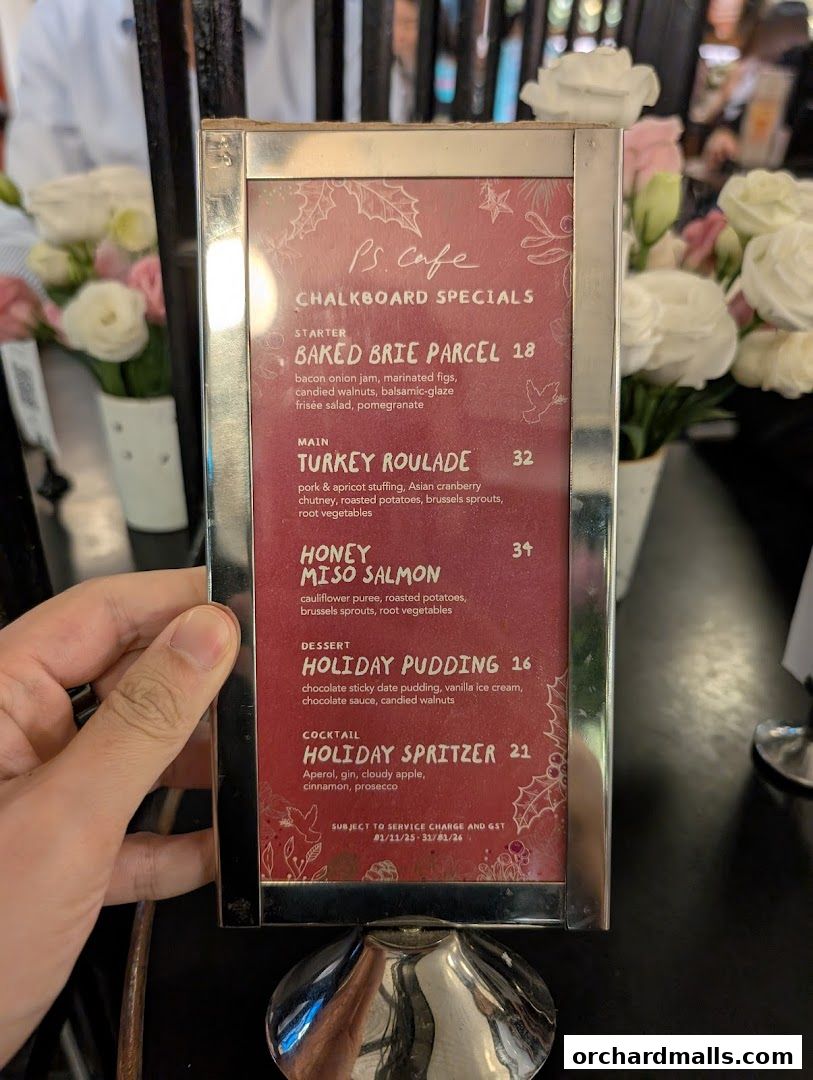 P.S. Cafe
CHALKBOARD SPECIALS
STARTER
BAKED BRIE PARCEL 18
bacon onion jam, marinated figs,
candied walnuts, balsamic-glaze
frisée salad, pomegranate
MAIN
TURKEY ROULADE 32
pork & apricot stuffing, Asian cranberry
chutney, roasted potatoes, brussels sprouts,
root vegetables
HONEY 34
MISO SALMON
cauliflower puree, roasted potatoes,
brussels sprouts, root vegetables
DESSERT
HOLIDAY PUDDING 16
chocolate sticky date pudding, vanilla ice cream,
chocolate sauce, candied walnuts
COCKTAIL
HOLIDAY SPRITZER 21
Aperol, gin, cloudy apple,
cinnamon, prosecco
SUBJECT TO SERVICE CHARGE AND GST
01/11/25 - 31/01/26
orchardmalls.com